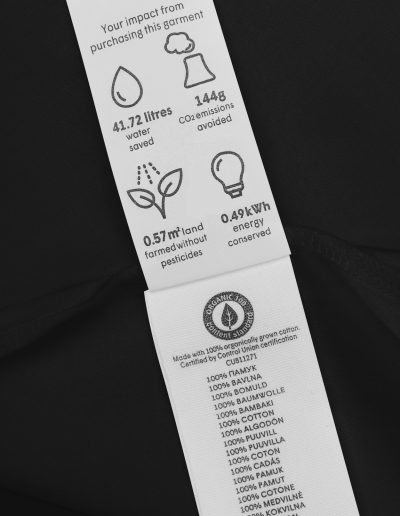 Your impact from
purchasing this garment
41.72 litres
water
saved
144g
CO2 emissions
avoided
0.57m² land
farmed without
pesticides
0.49kWh
energy
conserved
ORGANIC 100
content standard
Made with 100% organically grown cotton.
Certified by Control Union certification
CU811271
100% ПАМУК
100% BAVLNA
100% BOMULD
100% BAUMWOLLE
100% BAMBAKI
100% COTTON
100% ALGODÓN
100% PUUVILL
100% PUUVILLA
100% COTON
100% CADÁS
100% PAMUK
100% PAMUT
100% COTONE
100% MEDVILNĖ
100% KOKVILNA